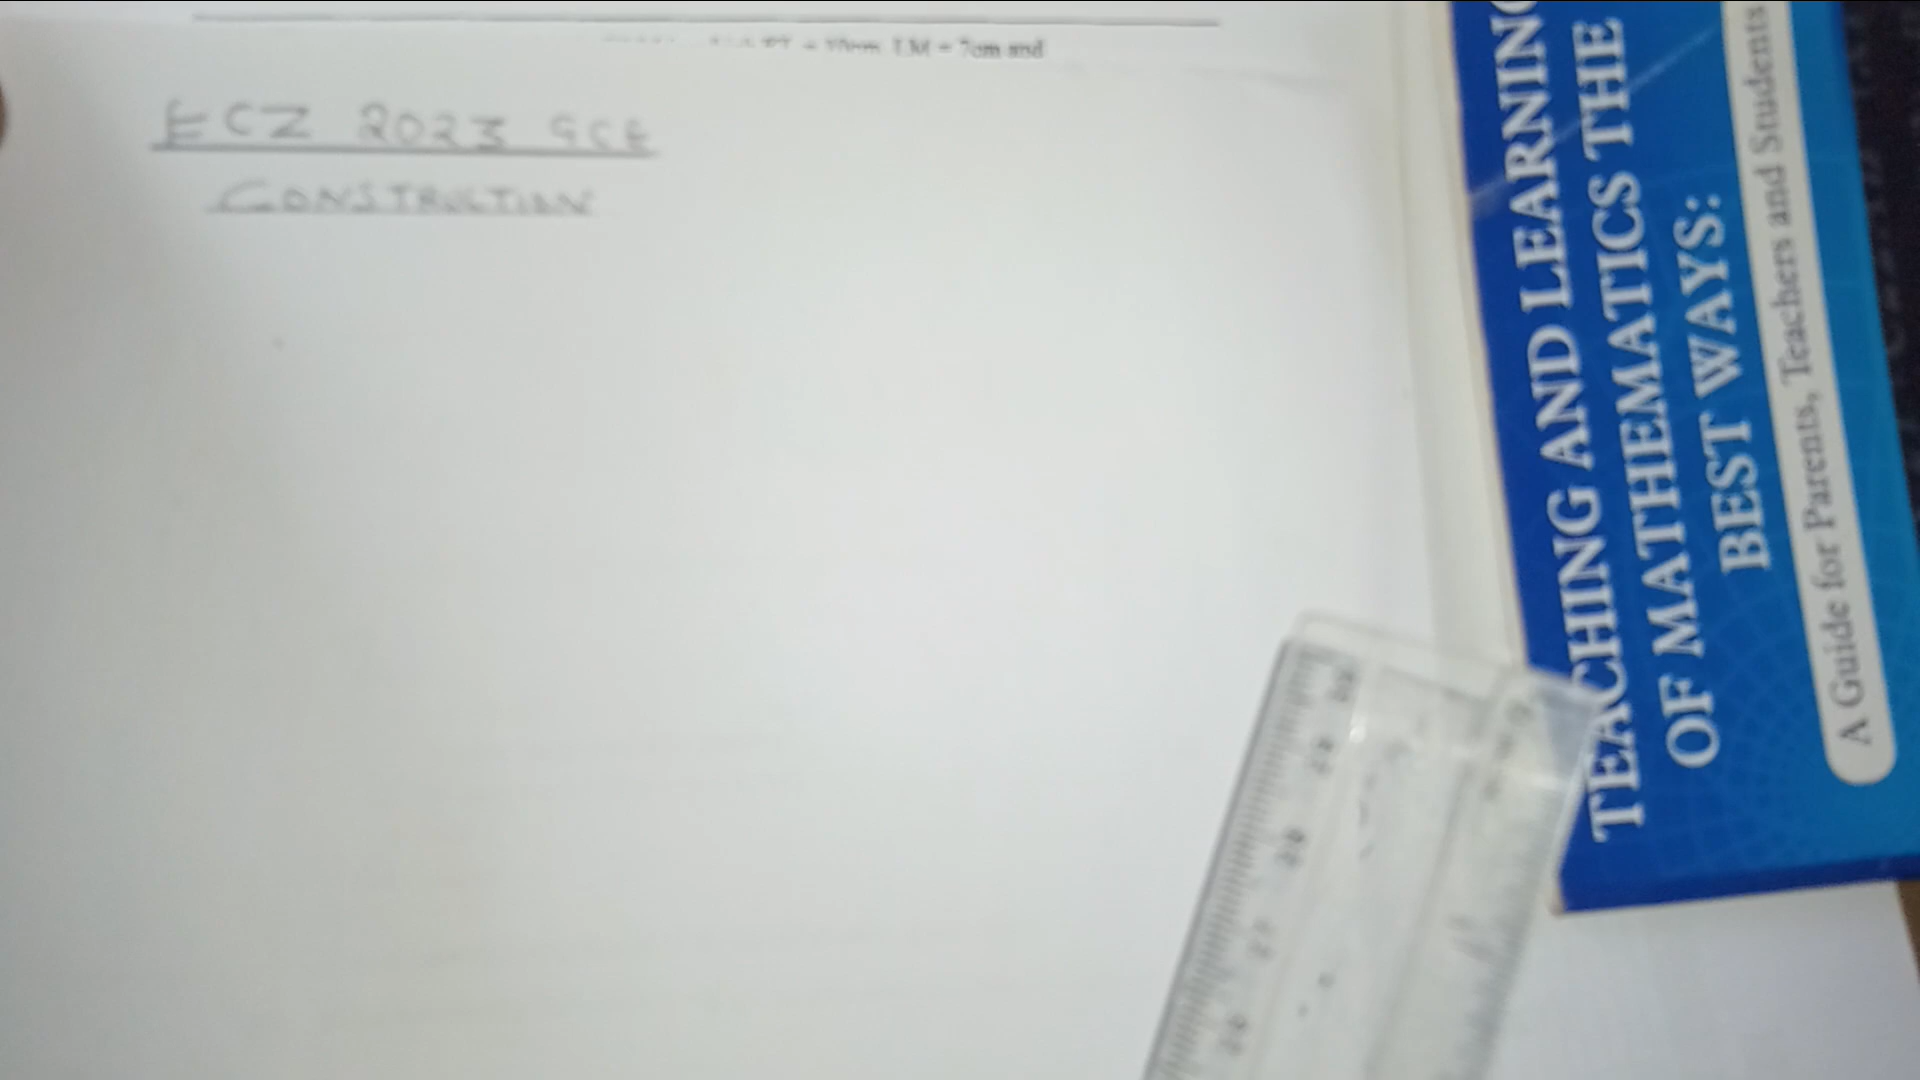 LM = 7cm and
ECZ 2023 GCE
CONSTRUCTION
TEACHING AND LEARNING
OF MATHEMATICS THE
BEST WAYS:
A Guide for Parents, Teachers and Students